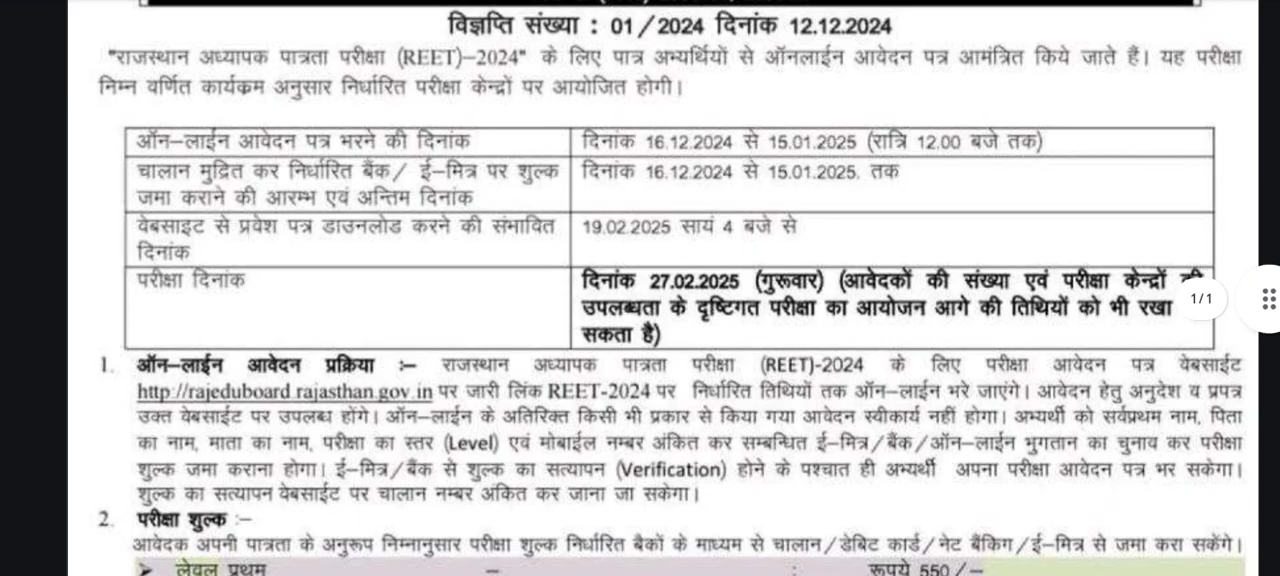 विज्ञप्ति संख्या : 01/2024 दिनांक 12.12.2024
"राजस्थान अध्यापक पात्रता परीक्षा (REET)–2024" के लिए पात्र अभ्यर्थियों से ऑनलाईन आवेदन पत्र आमंत्रित किये जाते हैं। यह परीक्षा
निम्न वर्णित कार्यक्रम अनुसार निर्धारित परीक्षा केन्द्रों पर आयोजित होगी।
ऑन–लाईन आवेदन पत्र भरने की दिनांक
दिनांक 16.12.2024 से 15.01.2025 (रात्रि 12.00 बजे तक)
चालान मुद्रित कर निर्धारित बैंक/ ई–मित्र पर शुल्क
जमा कराने की आरम्भ एवं अन्तिम दिनांक
दिनांक 16.12.2024 से 15.01.2025. तक
वेबसाइट से प्रवेश पत्र डाउनलोड करने की संभावित
दिनांक
19.02.2025 सायं 4 बजे से
परीक्षा दिनांक
दिनांक 27.02.2025 (गुरूवार) (आवेदकों की संख्या एवं परीक्षा केन्द्रों की
उपलब्धता के दृष्टिगत परीक्षा का आयोजन आगे की तिथियों को भी रखा
सकता है)
1/1
1. ऑन–लाईन आवेदन प्रक्रिया :– राजस्थान अध्यापक पात्रता परीक्षा (REET)-2024 के लिए परीक्षा आवेदन पत्र वेबसाईट
http://rajeduboard.rajasthan.gov.in पर जारी लिंक REET-2024 पर निर्धारित तिथियों तक ऑन–लाईन भरे जाएंगे। आवेदन हेतु अनुदेश व प्रपत्र
उक्त वेबसाईट पर उपलब्ध होंगे। ऑन–लाईन के अतिरिक्त किसी भी प्रकार से किया गया आवेदन स्वीकार्य नहीं होगा। अभ्यर्थी को सर्वप्रथम नाम, पिता
का नाम, माता का नाम, परीक्षा का स्तर (Level) एवं मोबाईल नम्बर अंकित कर सम्बन्धित ई–मित्र/बैंक/ऑन–लाईन भुगतान का चुनाव कर परीक्षा
शुल्क जमा कराना होगा। ई–मित्र/बैंक से शुल्क का सत्यापन (Verification) होने के पश्चात ही अभ्यर्थी अपना परीक्षा आवेदन पत्र भर सकेगा।
शुल्क का सत्यापन वेबसाईट पर चालान नम्बर अंकित कर जाना जा सकेगा।
2. परीक्षा शुल्क :–
आवेदक अपनी पात्रता के अनुरूप निम्नानुसार परीक्षा शुल्क निर्धारित बैकों के माध्यम से चालान/डेबिट कार्ड/नेट बैंकिंग/ई–मित्र से जमा करा सकेंगे।
➤ लेवल प्रथम – : रूपये 550/–